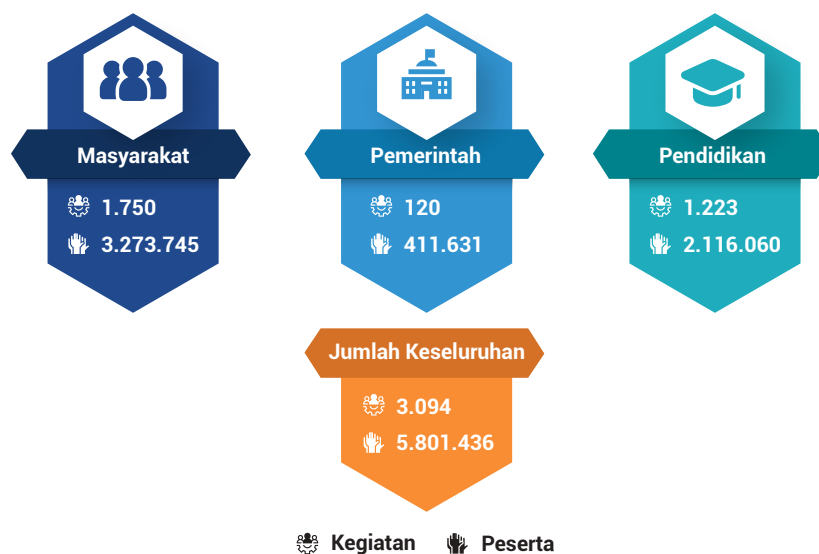 Masyarakat
1.750
3.273.745
Pemerintah
120
411.631
Pendidikan
1.223
2.116.060
Jumlah Keseluruhan
3.094
5.801.436
Kegiatan Peserta